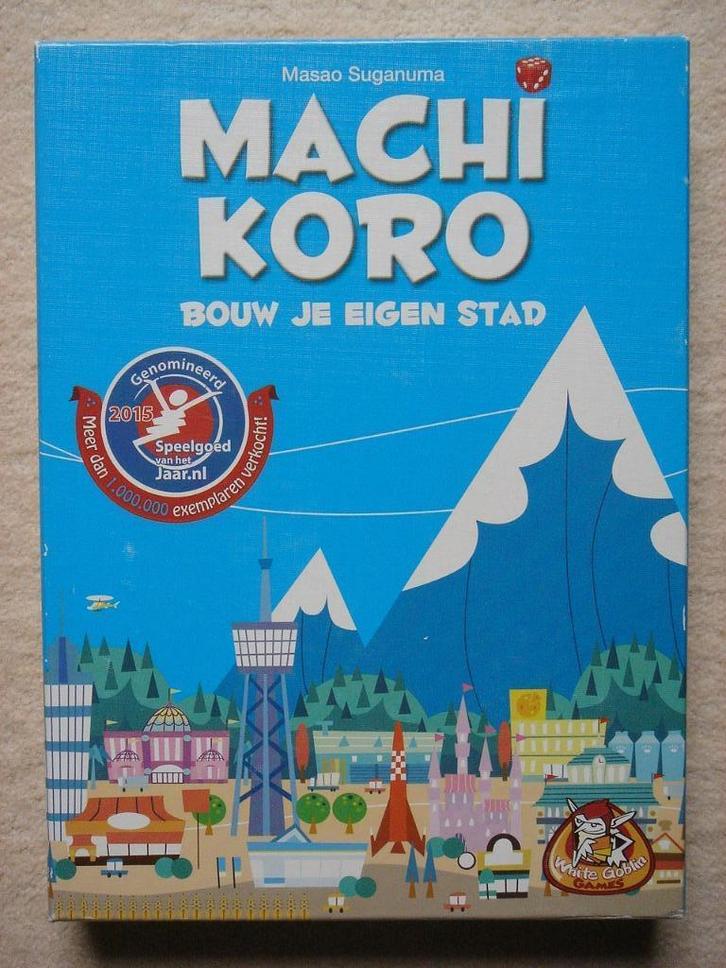 Masao Suganuma
MACHI
KORO
BOUW JE EIGEN STAD
Genomineerd
2015
Speelgoed
van het
Jaar.nl
Meer dan 1.000.000 exemplaren verkocht!
White Goblin
GAMES